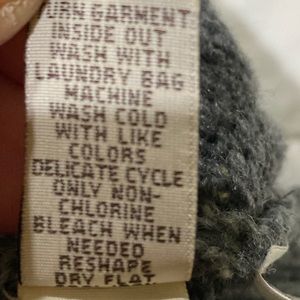 URN GARMENT
INSIDE OUT
WASH WITH
LAUNDRY BAG
MACHINE
WASH COLD
WITH LIKE
COLORS
DELICATE CYCLE
ONLY NON-
CHLORINE
BLEACH WHEN
NEEDED
RESHAPE
DRY FLAT